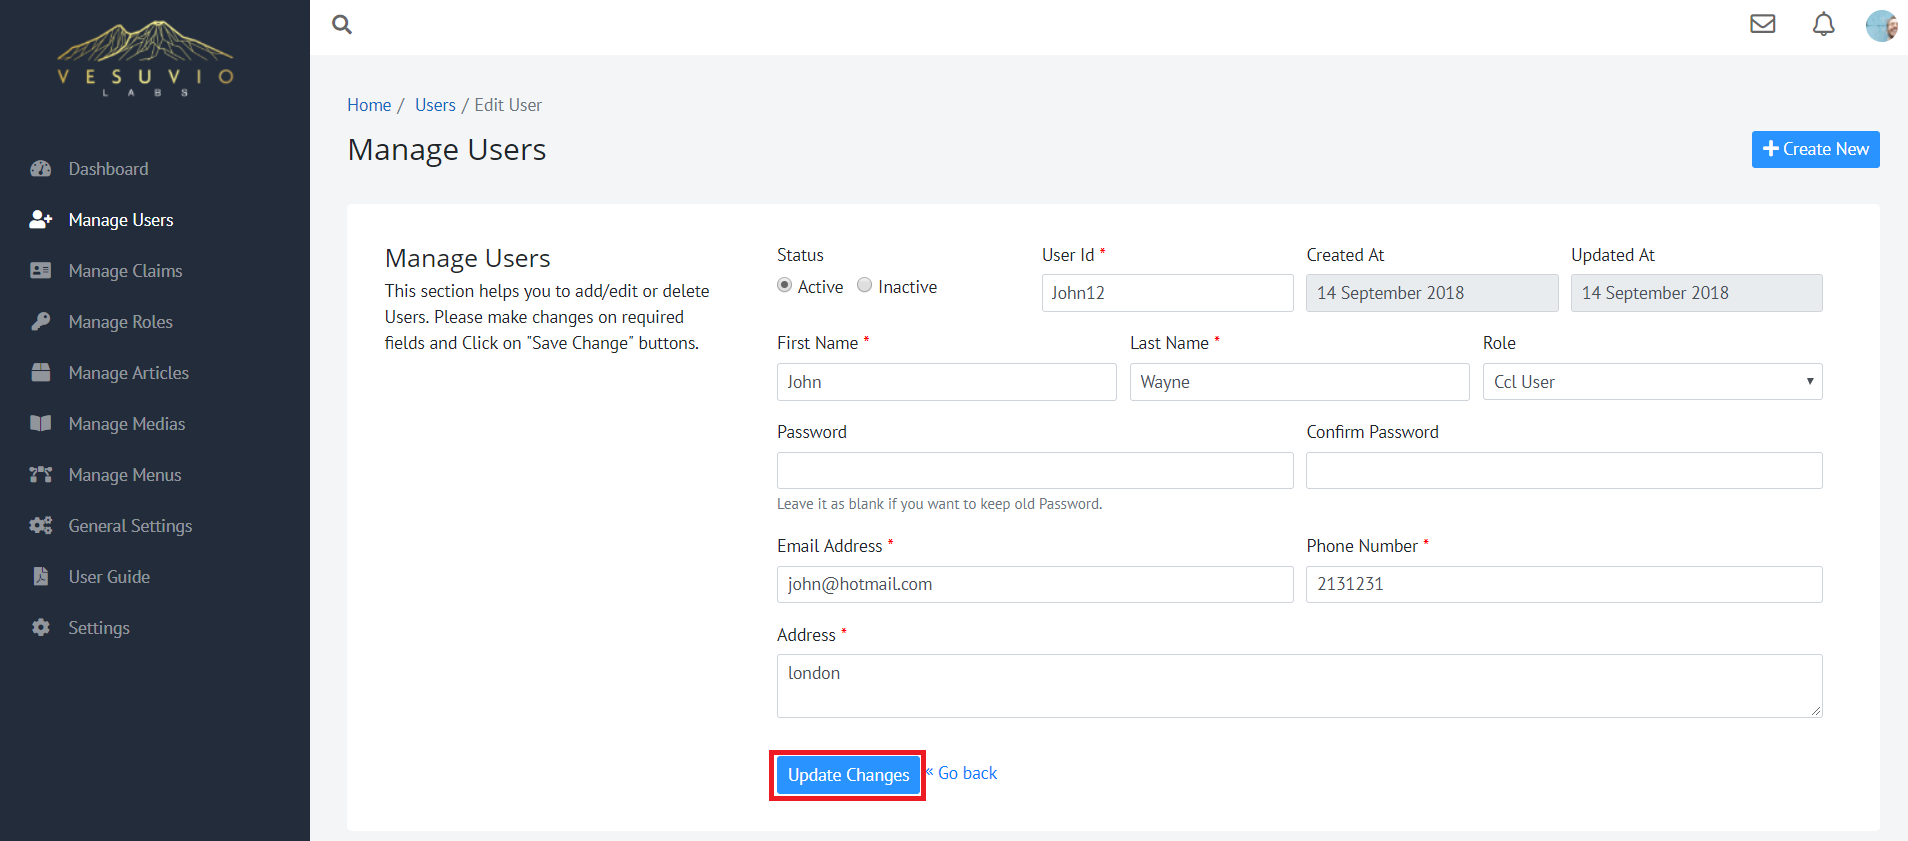 VESUVIO
LABS
Dashboard
Manage Users
Manage Claims
Manage Roles
Manage Articles
Manage Medias
Manage Menus
General Settings
User Guide
Settings
Home / Users / Edit User
Manage Users
Create New
Manage Users
This section helps you to add/edit or delete
Users. Please make changes on required
fields and Click on "Save Change" buttons.
Status
Active Inactive
User Id *
John12
Created At
14 September 2018
Updated At
14 September 2018
First Name *
John
Last Name *
Wayne
Role
Ccl User
Password
Confirm Password
Leave it as blank if you want to keep old Password.
Email Address *
john@hotmail.com
Phone Number *
2131231
Address *
london
Update Changes « Go back